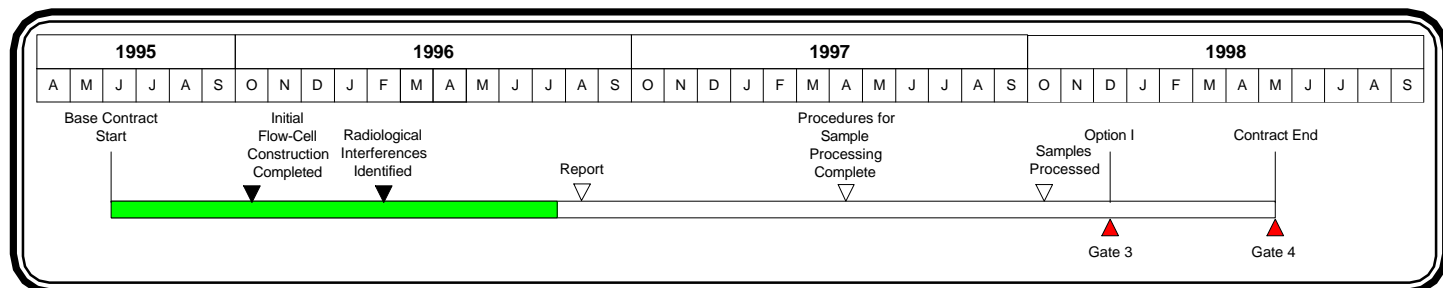 1995 1996 1997 1998
A M J J A S O N D J F M A M J J A S O N D J F M A M J J A S O N D J F M A M J J A S
Base Contract
Start
Initial
Flow-Cell
Construction
Completed
Radiological
Interferences
Identified
Report
Procedures for
Sample
Processing
Complete
Samples
Processed
Option I
Contract End
Gate 3
Gate 4